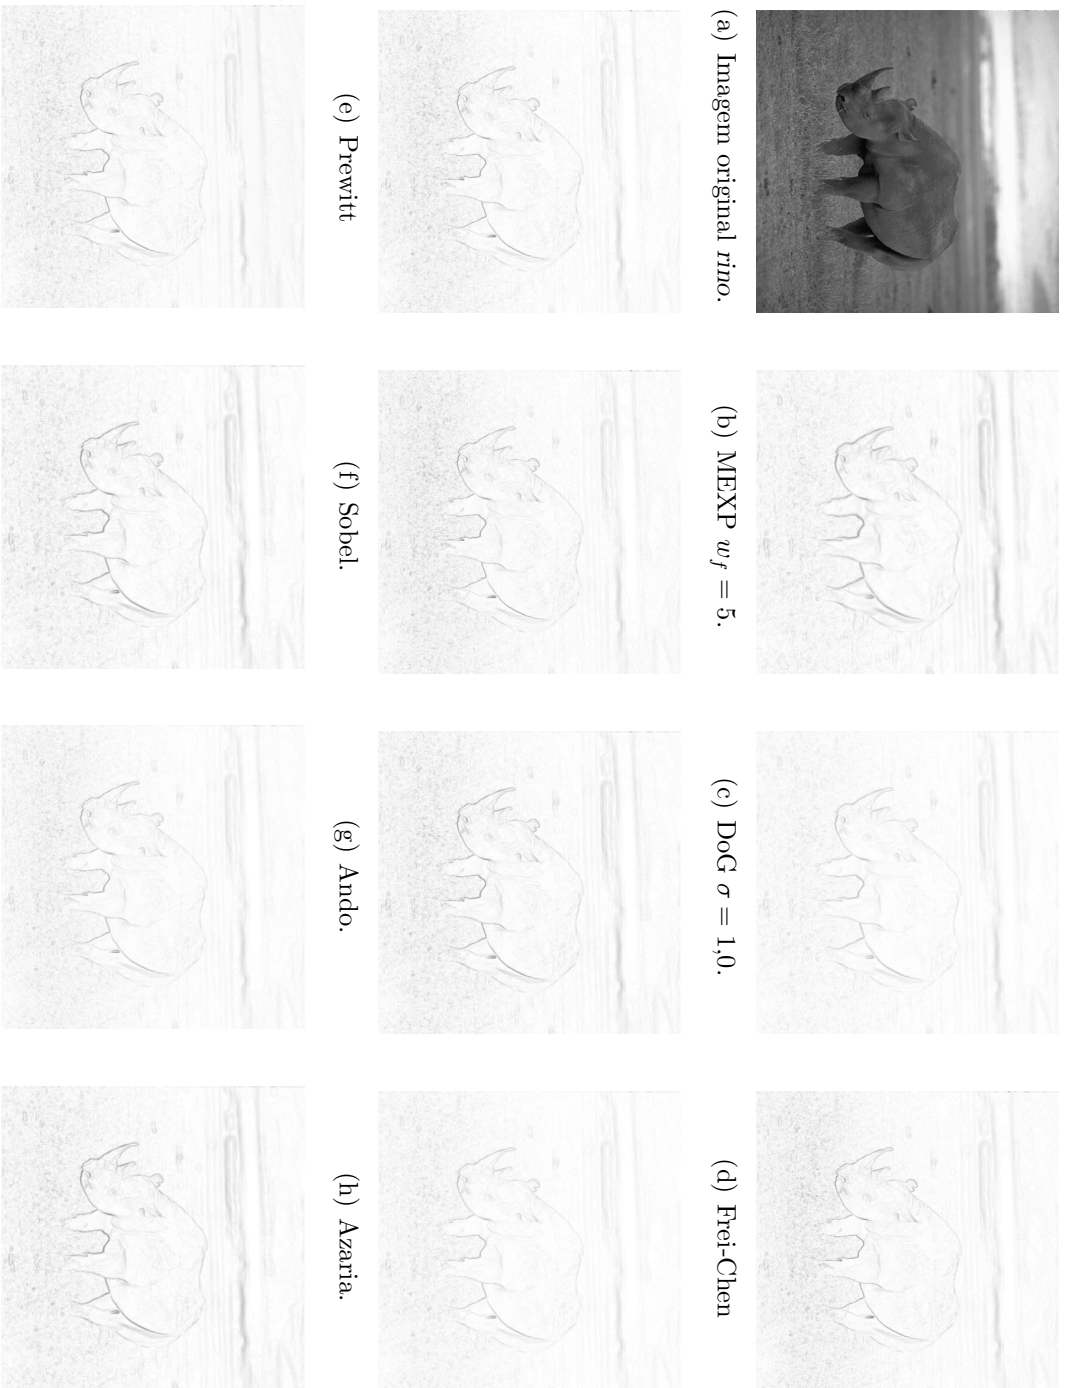 (a) Imagem original rino.
(b) MEXP w_f = 5.
(c) DoG σ = 1,0.
(d) Frei-Chen
(e) Prewitt
(f) Sobel.
(g) Ando.
(h) Azaria.